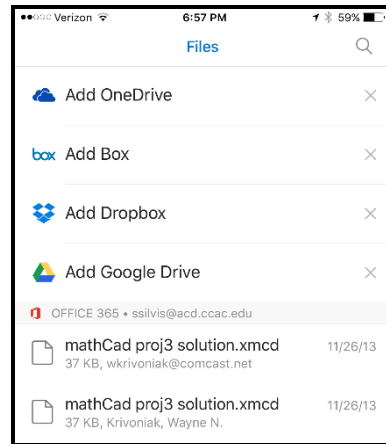 Verizon 6:57 PM 59%
Files
Add OneDrive
box Add Box
Add Dropbox
Add Google Drive
OFFICE 365 • ssilvis@acd.ccac.edu
mathCad proj3 solution.xmcd 11/26/13
37 KB, wkrivoniak@comcast.net
mathCad proj3 solution.xmcd 11/26/13
37 KB, Krivoniak, Wayne N.